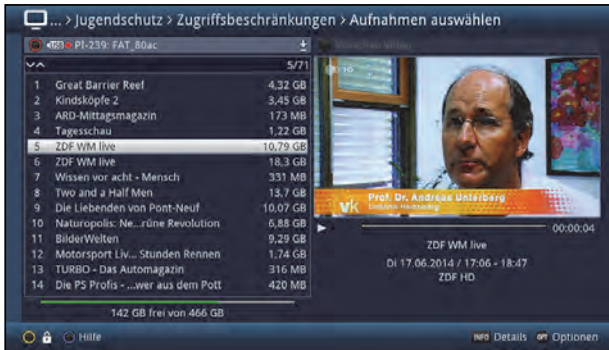 ... > Jugendschutz > Zugriffsbeschränkungen > Aufnahmen auswählen
USB Pl-239: FAT_80ac
5/71
1 Great Barrier Reef 4,32 GB
2 Kindsköpfe 2 3,45 GB
3 ARD-Mittagsmagazin 173 MB
4 Tagesschau 1,22 GB
5 ZDF WM live 10,79 GB
6 ZDF WM live 18,3 GB
7 Wissen vor acht - Mensch 331 MB
8 Two and a Half Men 13,7 GB
9 Die Liebenden von Pont-Neuf 10,07 GB
10 Naturopolis: Ne...rüne Revolution 6,88 GB
11 BilderWelten 9,29 GB
12 Motorsport Liv... Stunden Rennen 1,74 GB
13 TURBO - Das Automagazin 316 MB
14 Die PS Profis - ...wer aus dem Pott 420 MB
142 GB frei von 466 GB
Vorschau Video
vk Prof. Dr. Andreas Unterberg
00:00:04
ZDF WM live
Di 17.06.2014 / 17:06 - 18:47
ZDF HD
Hilfe
INFO Details OPT Optionen